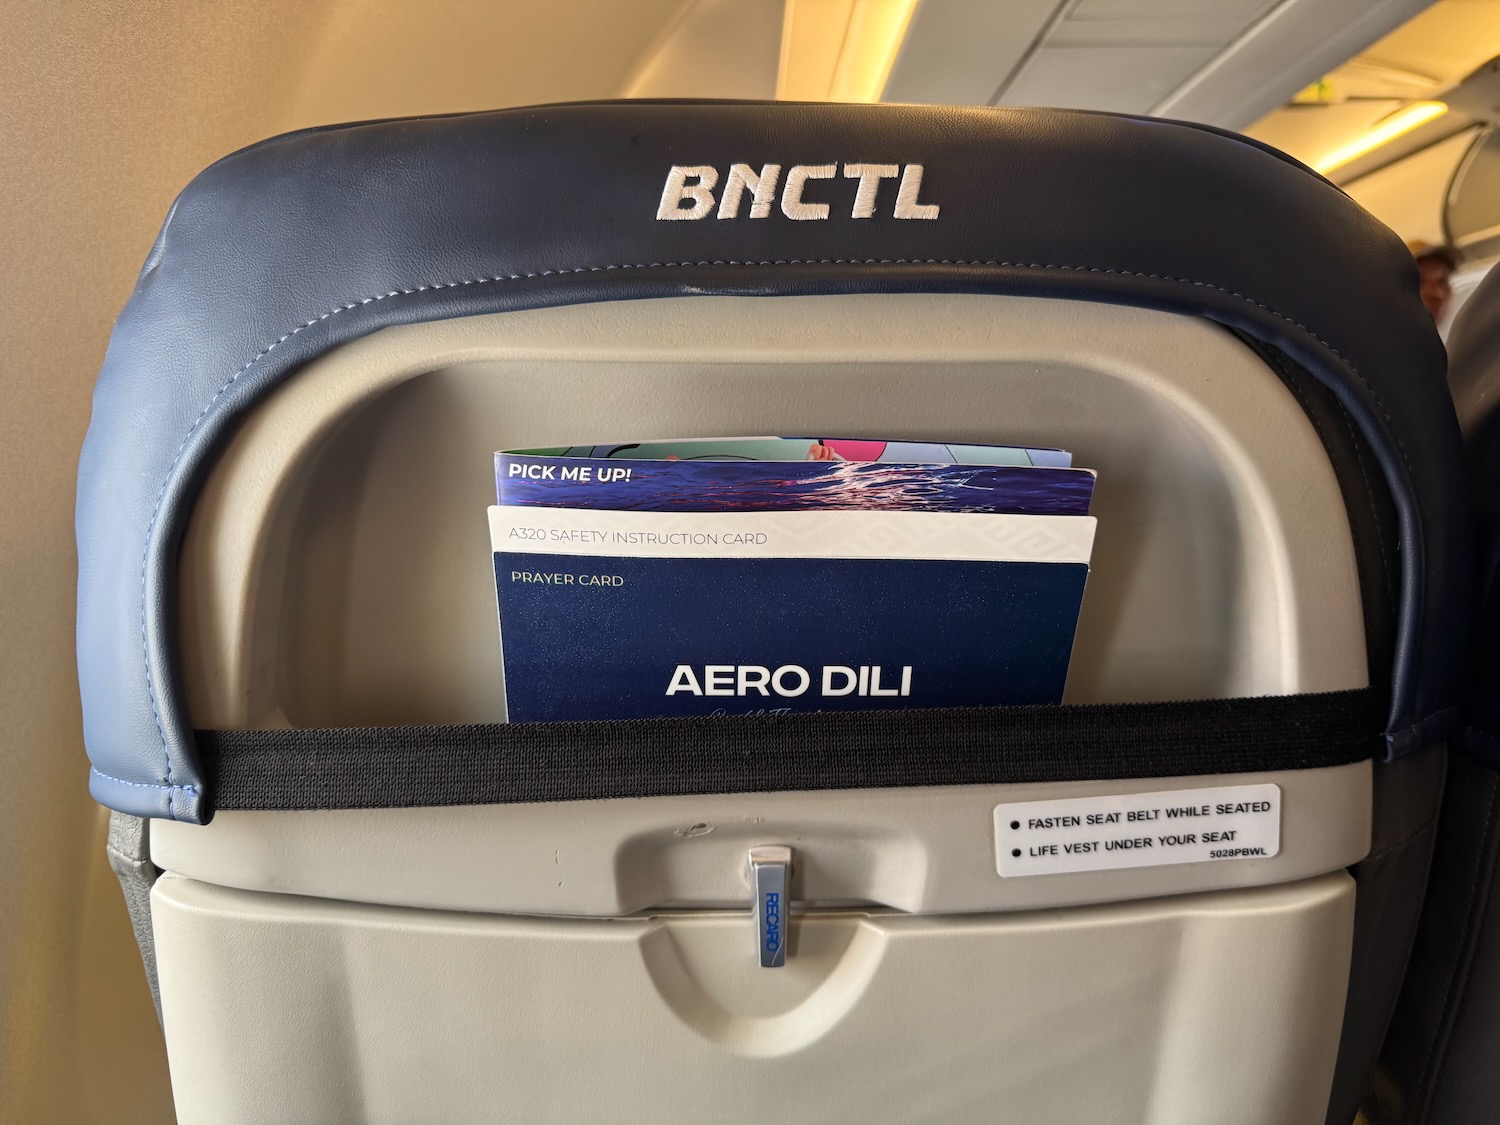 BNCTL
PICK ME UP!
A320 SAFETY INSTRUCTION CARD
PRAYER CARD
AERO DILI
• FASTEN SEAT BELT WHILE SEATED
• LIFE VEST UNDER YOUR SEAT
5028PBWL
RECARO